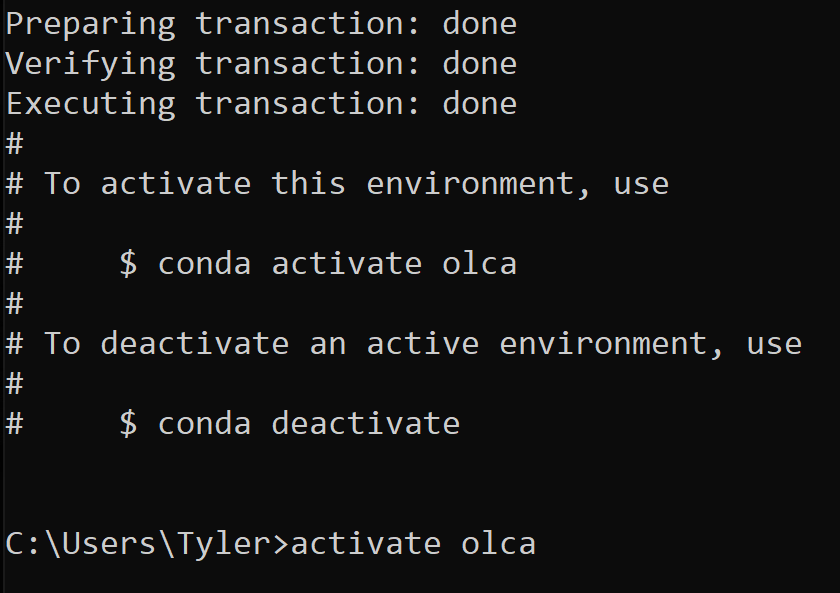 Preparing transaction: done
Verifying transaction: done
Executing transaction: done
#
# To activate this environment, use
#
#     $ conda activate olca
#
# To deactivate an active environment, use
#
#     $ conda deactivate
C:\Users\Tyler>activate olca